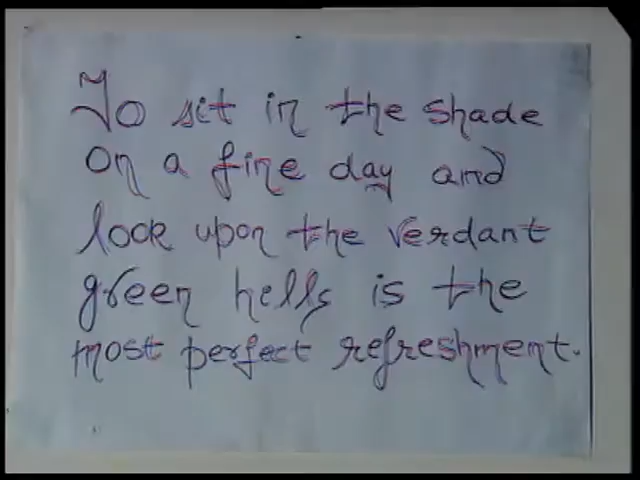 To sit in the shade
on a fine day and
look upon the verdant
green hells is the
most perfect refreshment.